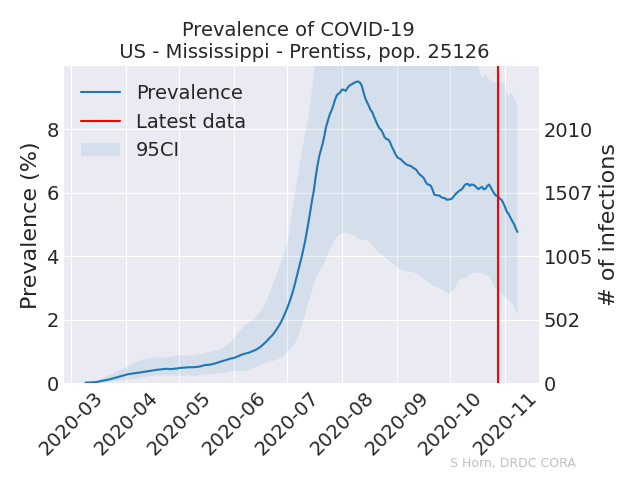 Prevalence of COVID-19
US - Mississippi - Prentiss, pop. 25126
Prevalence
Latest data
95CI
Prevalence (%)
8
6
4
2
0
2010
1507
1005
502
0
# of infections
2020-03
2020-04
2020-05
2020-06
2020-07
2020-08
2020-09
2020-10
2020-11
S Horn, DRDC CORA